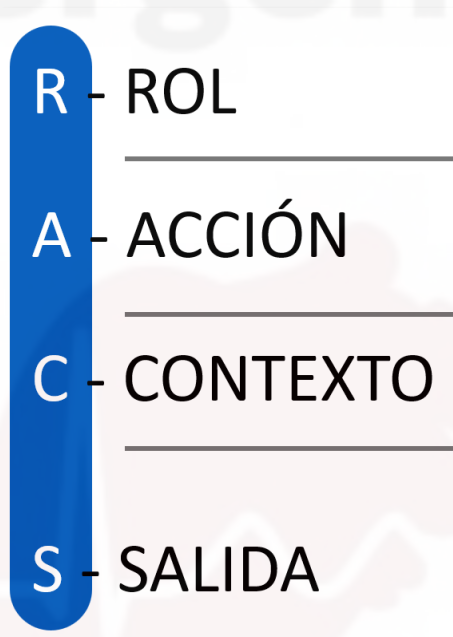 R - ROL
A - ACCIÓN
C - CONTEXTO
S - SALIDA